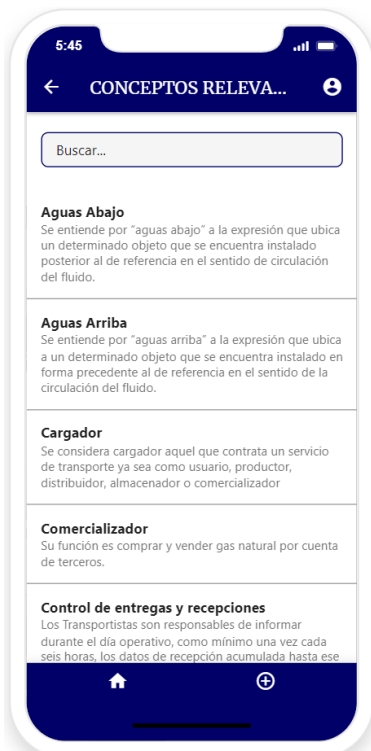 5:45
CONCEPTOS RELEVA...
Buscar...
Aguas Abajo
Se entiende por "aguas abajo" a la expresión que ubica
un determinado objeto que se encuentra instalado
posterior al de referencia en el sentido de circulación
del fluido.
Aguas Arriba
Se entiende por "aguas arriba" a la expresión que ubica
a un determinado objeto que se encuentra instalado en
forma precedente al de referencia en el sentido de la
circulación del fluido.
Cargador
Se considera cargador aquel que contrata un servicio
de transporte ya sea como usuario, productor,
distribuidor, almacenador o comercializador
Comercializador
Su función es comprar y vender gas natural por cuenta
de terceros.
Control de entregas y recepciones
Los Transportistas son responsables de informar
durante el día operativo, como mínimo una vez cada
seis horas, los datos de recepción acumulada hasta ese